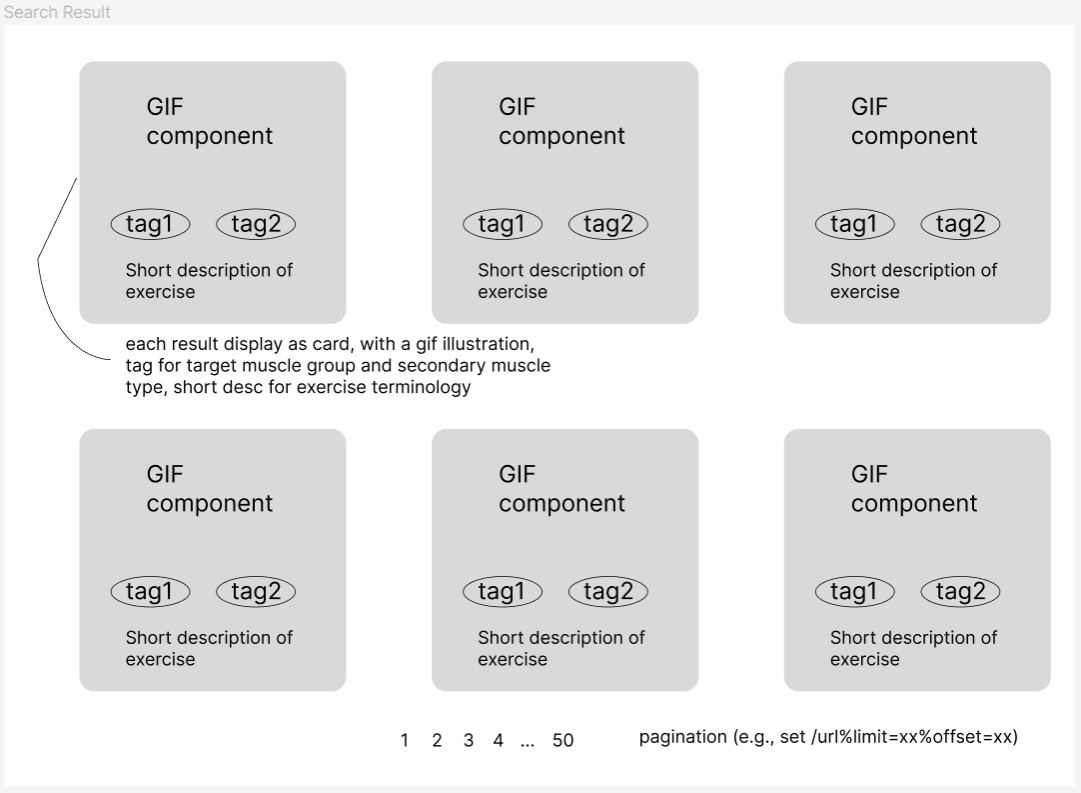 Search Result
GIF
component
tag1 tag2
Short description of
exercise
GIF
component
tag1 tag2
Short description of
exercise
GIF
component
tag1 tag2
Short description of
exercise
each result display as card, with a gif illustration,
tag for target muscle group and secondary muscle
type, short desc for exercise terminology
GIF
component
tag1 tag2
Short description of
exercise
GIF
component
tag1 tag2
Short description of
exercise
GIF
component
tag1 tag2
Short description of
exercise
1 2 3 4 ... 50
pagination (e.g., set /url%limit=xx%offset=xx)